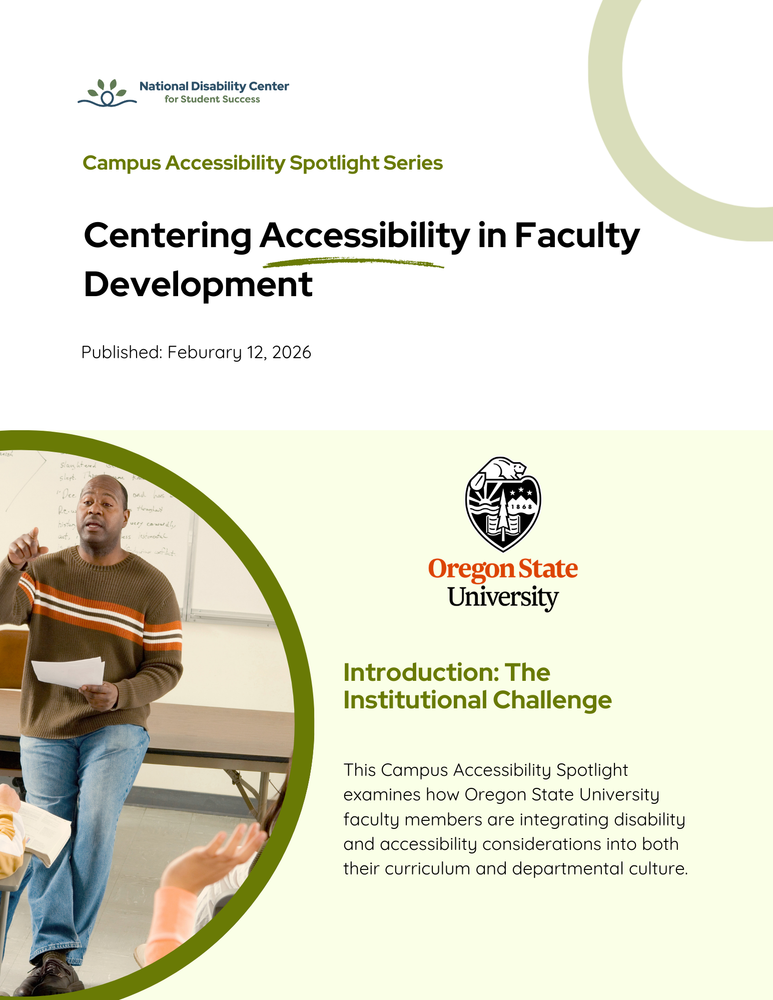 National Disability Center
for Student Success
Campus Accessibility Spotlight Series
Centering Accessibility in Faculty
Development
Published: Feburary 12, 2026
1868
Oregon State
University
Introduction: The
Institutional Challenge
This Campus Accessibility Spotlight
examines how Oregon State University
faculty members are integrating disability
and accessibility considerations into both
their curriculum and departmental culture.